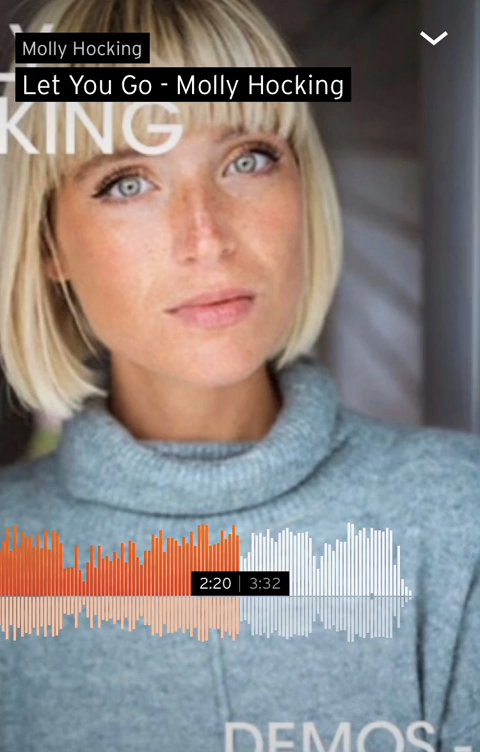 Molly Hocking
Let You Go - Molly Hocking
Y
KING
2:20 | 3:32
DEMOS -